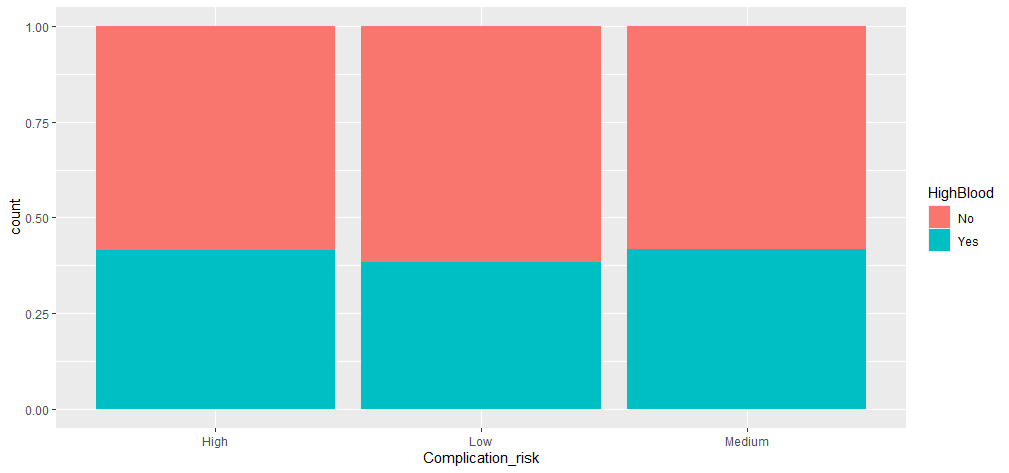 1.00
0.75
0.50
0.25
0.00
count
High Low Medium
Complication_risk
HighBlood
No
Yes